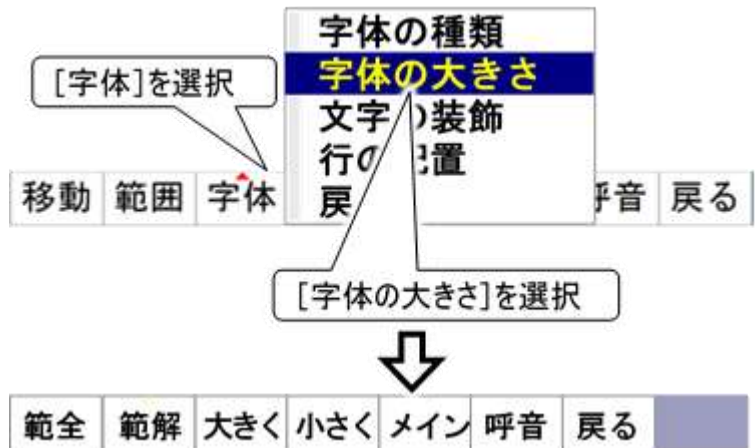 字体の種類
[字体]を選択
字体の大きさ
文字の装飾
行の配置
移動 範囲 字体 戻 呼音 戻る
[字体の大きさ]を選択
範全 範解 大きく 小さく メイン 呼音 戻る